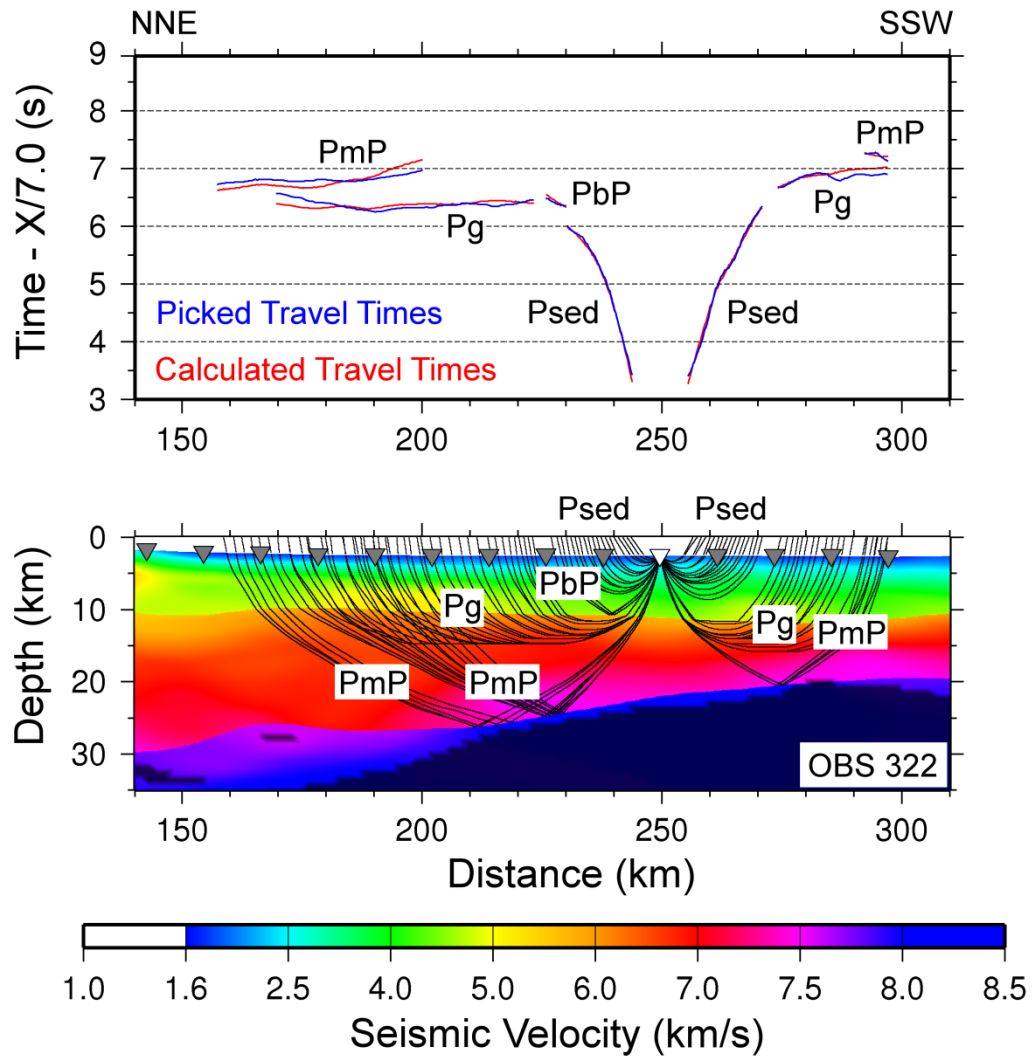 NNE SSW
9
8
7
6
5
4
3
Time - X/7.0 (s)
PmP PmP
PbP
Pg Pg
Psed Psed
Picked Travel Times
Calculated Travel Times
150 200 250 300
Psed Psed
0
10
20
30
Depth (km)
PbP
Pg Pg PmP
PmP PmP
OBS 322
150 200 250 300
Distance (km)
1.0 1.6 2.5 4.0 5.0 6.0 7.0 7.5 8.0 8.5
Seismic Velocity (km/s)